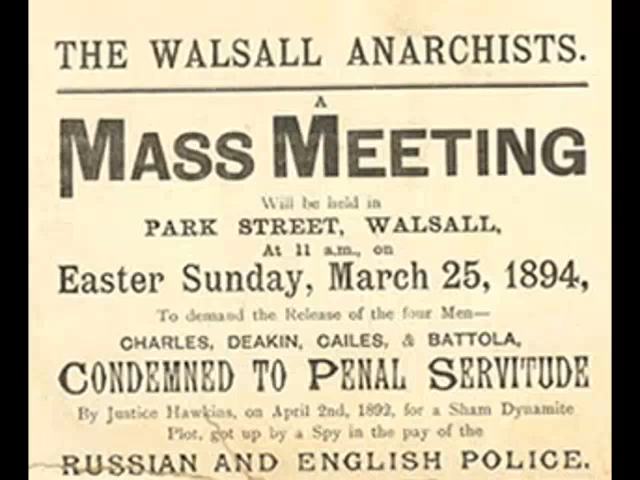 THE WALSALL ANARCHISTS.
A
MASS MEETING
Will be held in
PARK STREET, WALSALL,
At 11 a.m., on
Easter Sunday, March 25, 1894,
To demand the Release of the four Men—
CHARLES, DEAKIN, CAILES, & BATTOLA,
CONDEMNED TO PENAL SERVITUDE
By Justice Hawkins, on April 2nd, 1892, for a Sham Dynamite
Plot, got up by a Spy in the pay of the
RUSSIAN AND ENGLISH POLICE.